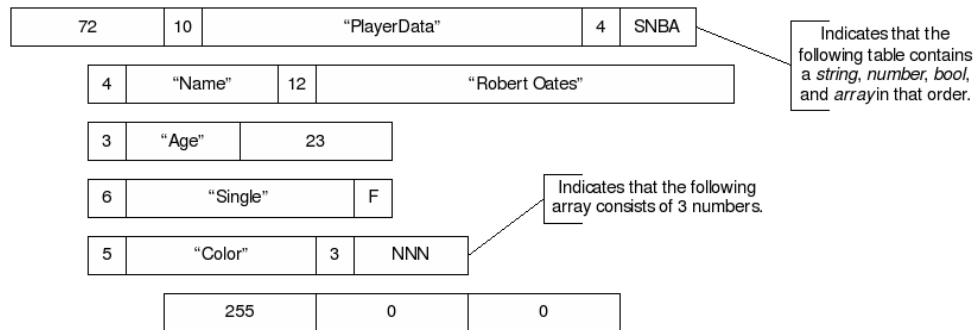 72 10 “PlayerData” 4 SNBA
Indicates that the
following table contains
a string, number, bool,
and arrayin that order.
4 “Name” 12 “Robert Oates”
3 “Age” 23
6 “Single” F
Indicates that the following
array consists of 3 numbers.
5 “Color” 3 NNN
255 0 0